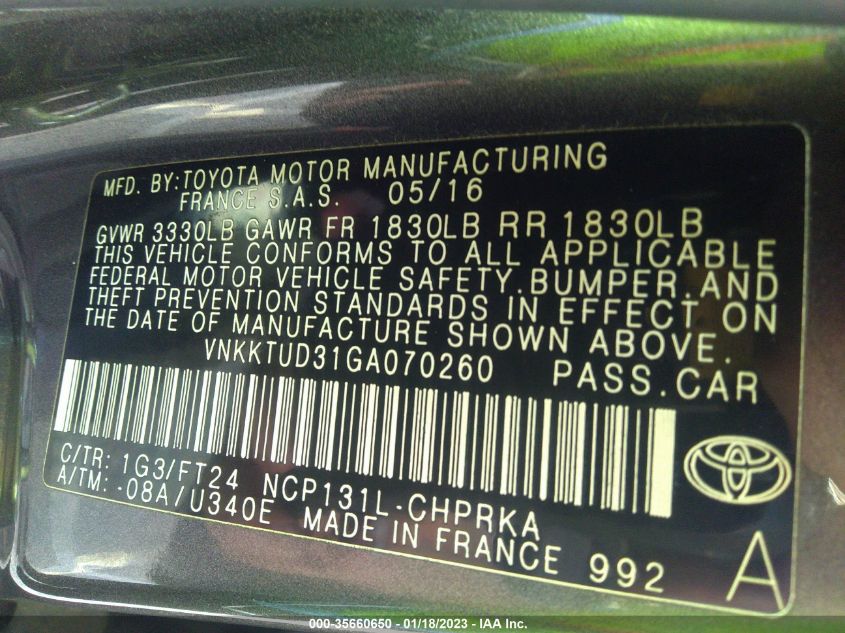 MFD. BY:TOYOTA MOTOR MANUFACTURING
FRANCE S.A.S. 05/16
GVWR 3330LB GAWR FR 1830LB RR 1830LB
THIS VEHICLE CONFORMS TO ALL APPLICABLE
FEDERAL MOTOR VEHICLE SAFETY.BUMPER,AND
THEFT PREVENTION STANDARDS IN EFFECT ON
THE DATE OF MANUFACTURE SHOWN ABOVE.
VNKKTUD31GA070260 PASS.CAR
C/TR: 1G3/FT24 NCP131L-CHPRKA
A/TM: -08A/U340E MADE IN FRANCE 992 A
000-35660650 - 01/18/2023 - IAA Inc.